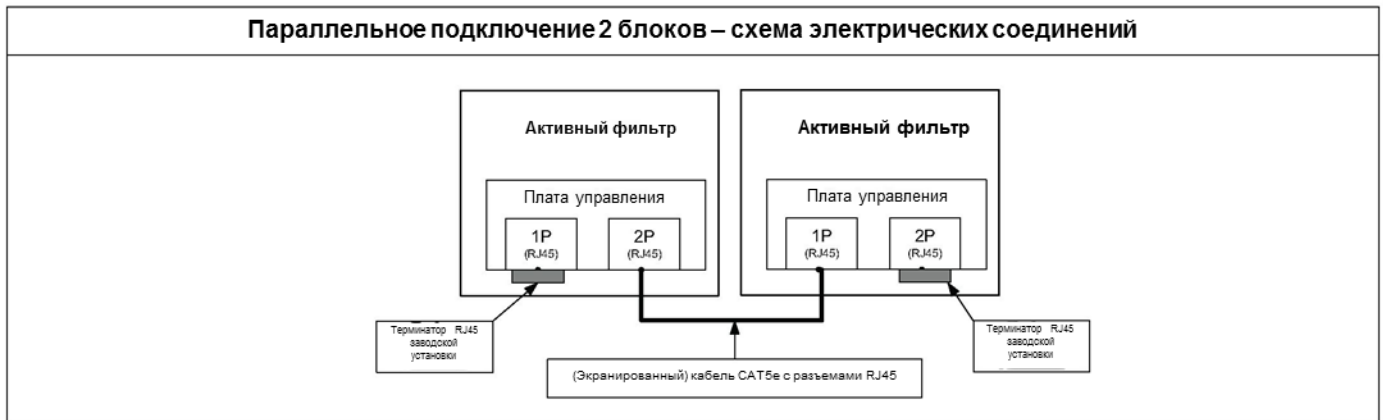 Параллельное подключение 2 блоков – схема электрических соединений
Активный фильтр
Активный фильтр
Плата управления
Плата управления
1P
2P
1P
2P
(RJ45)
(RJ45)
(RJ45)
(RJ45)
Терминатор RJ45
заводской
установки
Терминатор RJ45
заводской
установки
(Экранированный) кабель CAT5e с разъемами RJ45